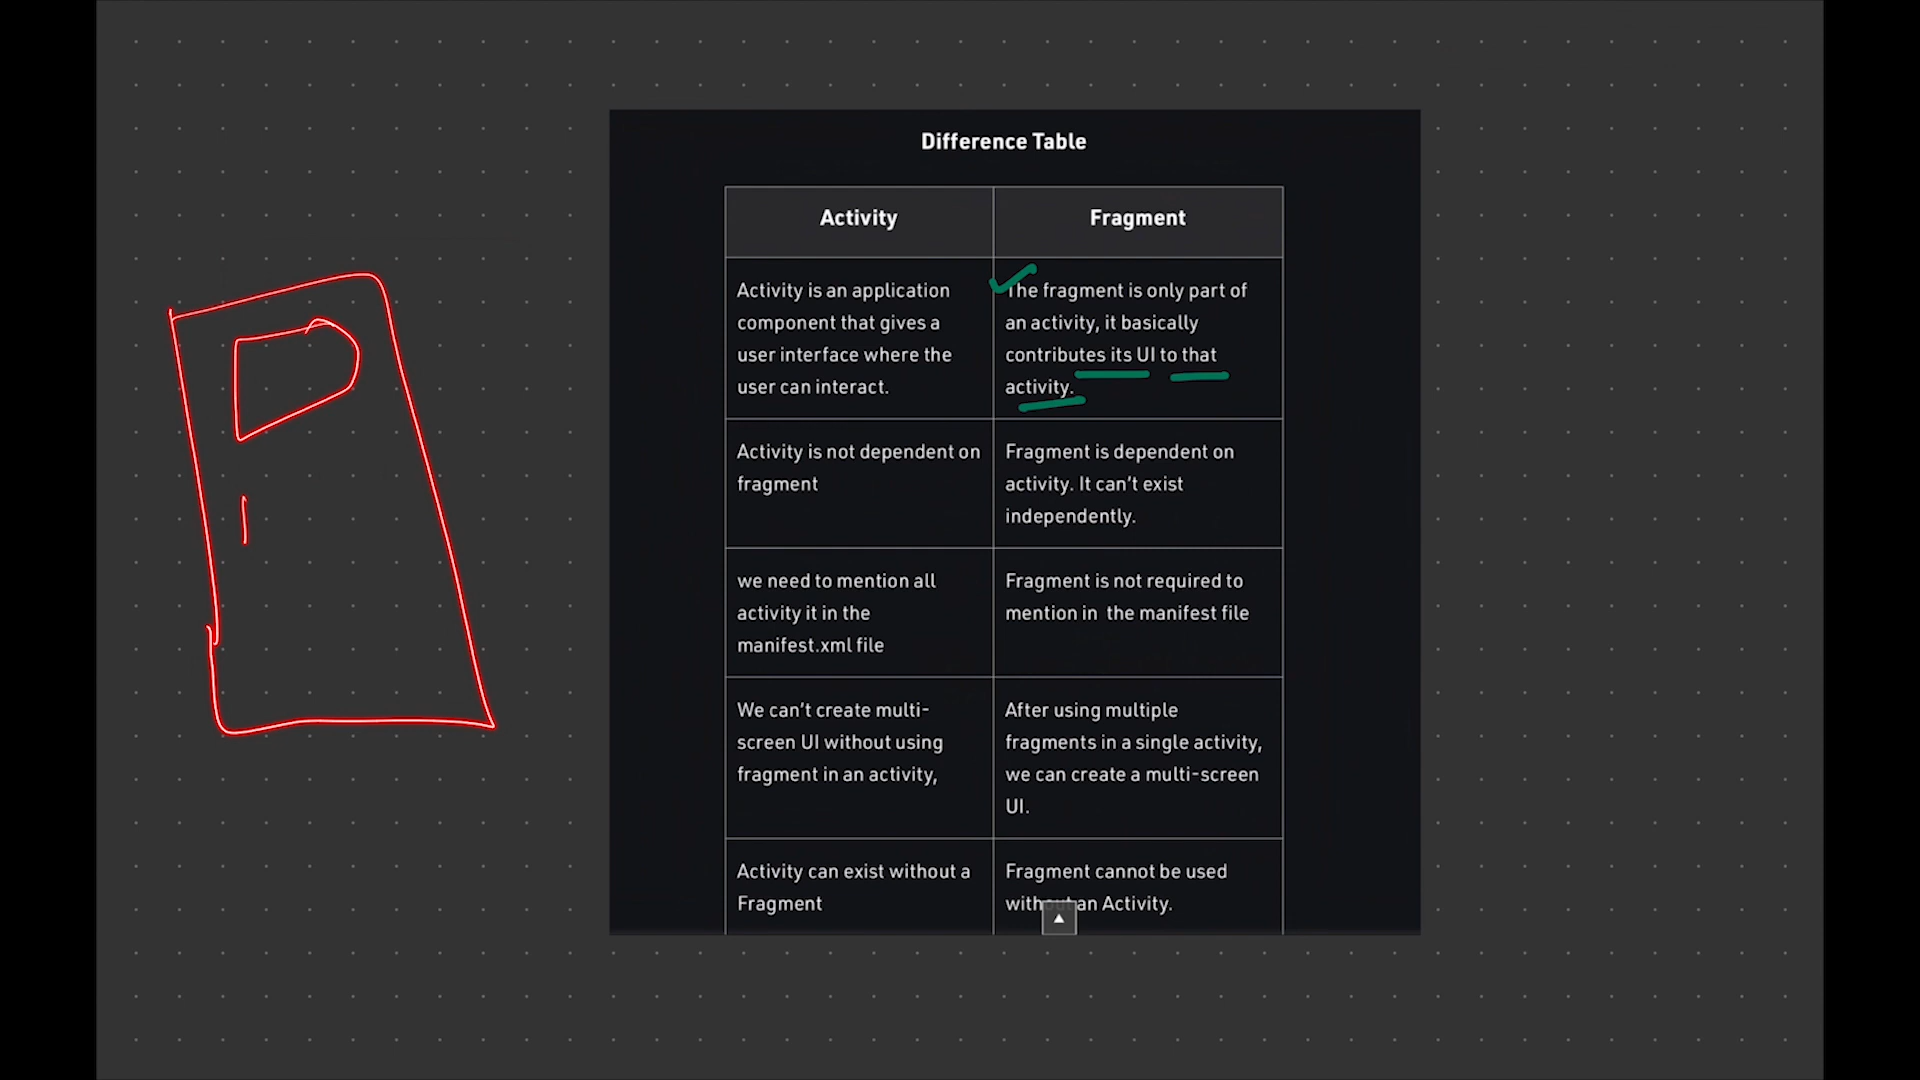 Difference Table
Activity
Fragment
Activity is an application
component that gives a
user interface where the
user can interact.
The fragment is only part of
an activity, it basically
contributes its UI to that
activity.
Activity is not dependent on
fragment
Fragment is dependent on
activity. It can't exist
independently.
we need to mention all
activity it in the
manifest.xml file
Fragment is not required to
mention in the manifest file
We can't create multi-
screen UI without using
fragment in an activity,
After using multiple
fragments in a single activity,
we can create a multi-screen
UI.
Activity can exist without a
Fragment
Fragment cannot be used
without an Activity.